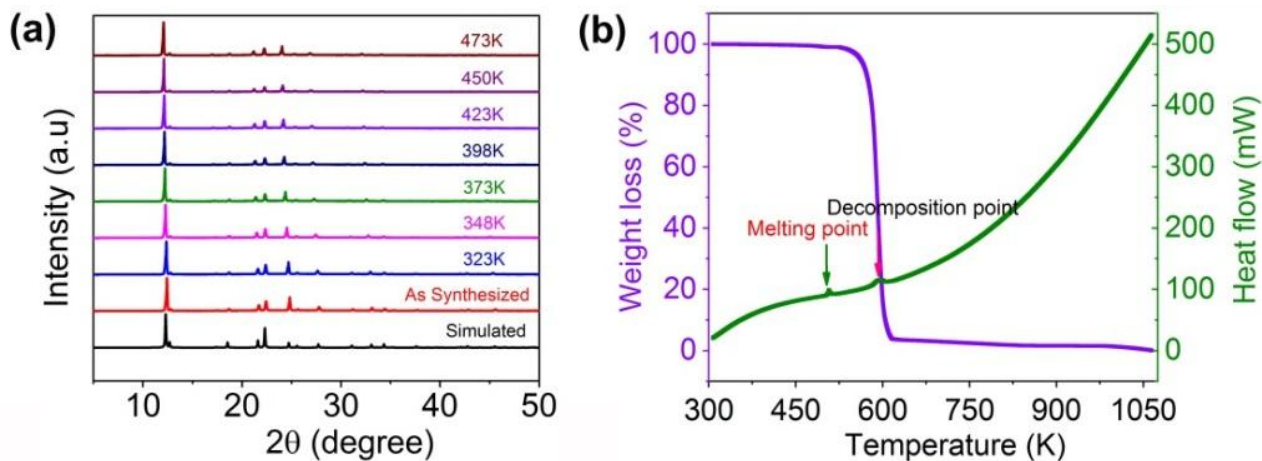 (a)
Intensity (a.u)
473K
450K
423K
398K
373K
348K
323K
As Synthesized
Simulated
10 20 30 40 50
2θ (degree)
(b)
Weight loss (%)
100
80
60
40
20
0
Melting point
Decomposition point
500
400
300
200
100
0
Heat flow (mW)
300 450 600 750 900 1050
Temperature (K)